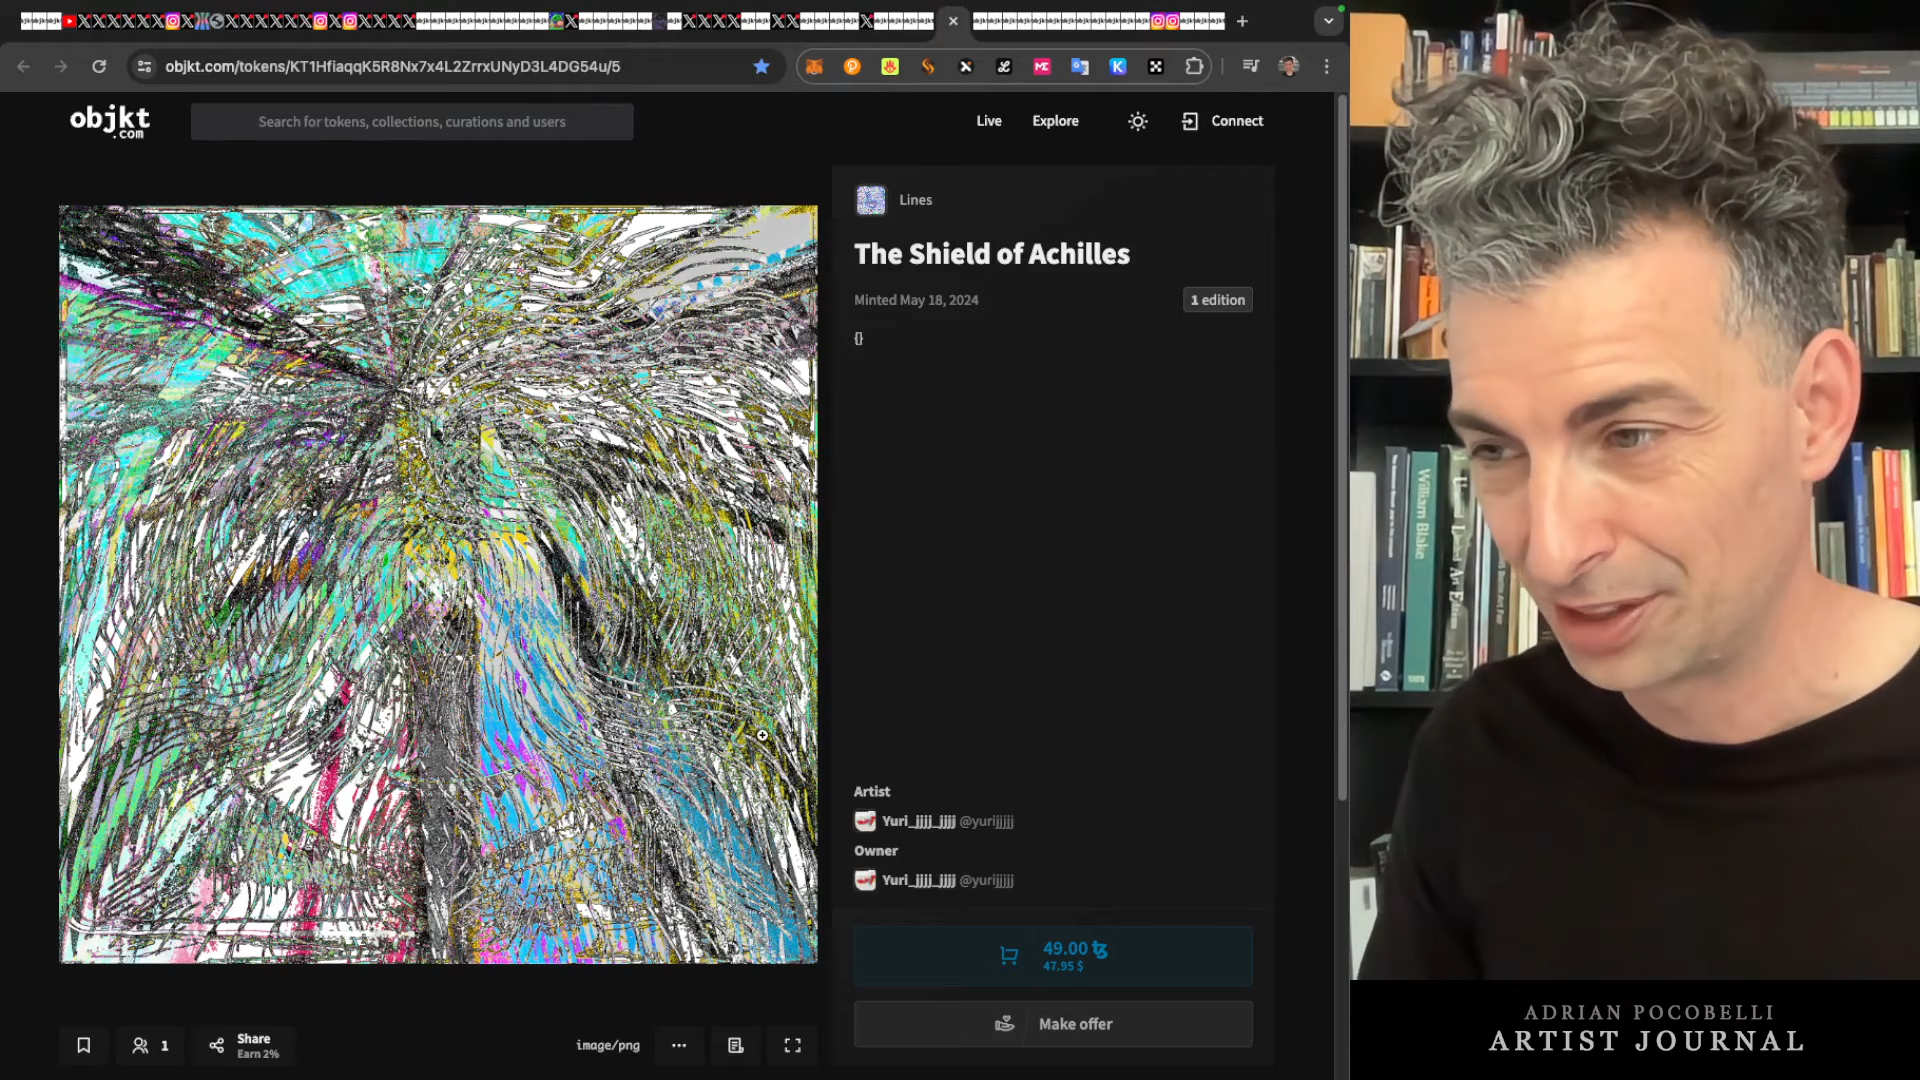 objkt.com/tokens/KT1HfiaqqK5R8Nx7x4L2ZrrxUNyD3L4DG54u/5
objkt
.com
Search for tokens, collections, curations and users
Live
Explore
Connect
Lines
The Shield of Achilles
Minted May 18, 2024
1 edition
{}
Artist
Yuri_jjjj_jjjj @yurijjjjj
Owner
Yuri_jjjj_jjjj @yurijjjjj
49.00 ꜩ
47.95 $
Make offer
1
Share
Earn 2%
image/png
William Blake
ADRIAN POCOBELLI
ARTIST JOURNAL